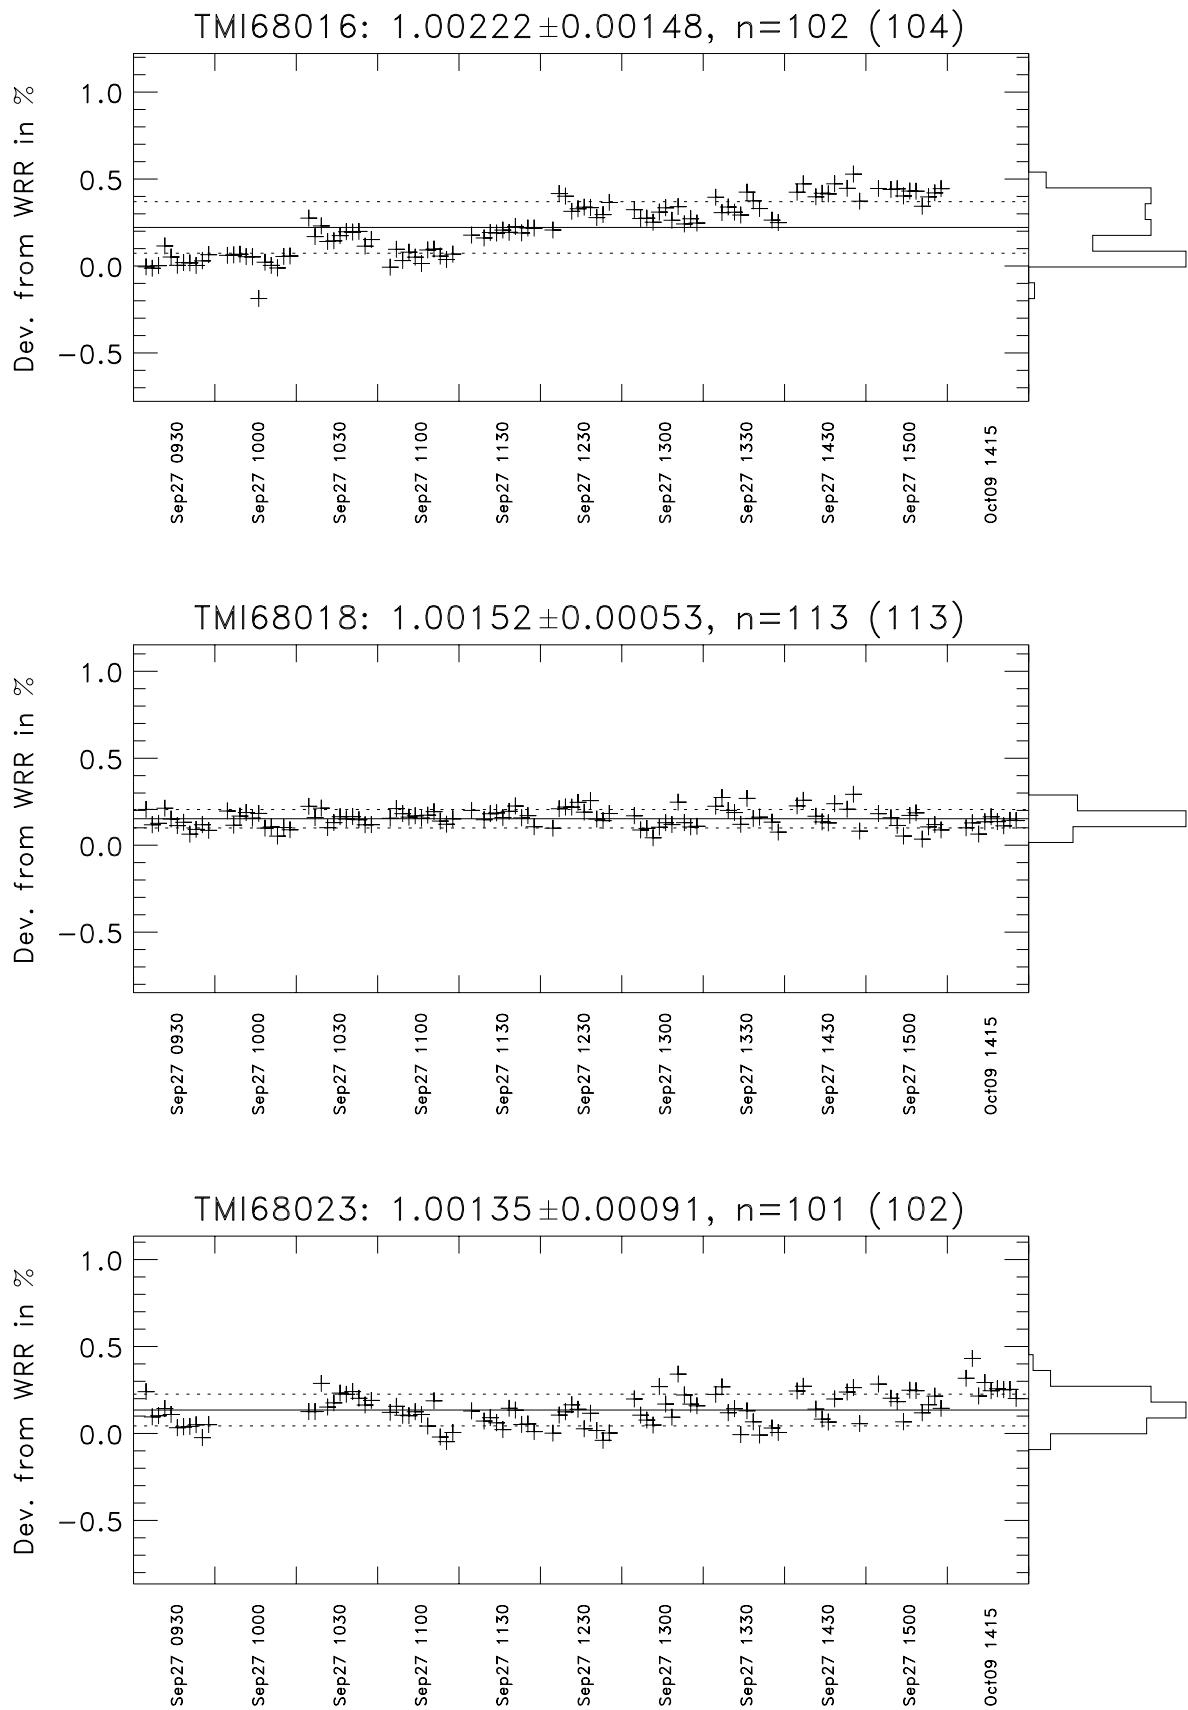 TMI68016: 1.00222±0.00148, n=102 (104)
Dev. from WRR in %
1.0
0.5
0.0
−0.5
Sep27 0930
Sep27 1000
Sep27 1030
Sep27 1100
Sep27 1130
Sep27 1230
Sep27 1300
Sep27 1330
Sep27 1430
Sep27 1500
Oct09 1415
TMI68018: 1.00152±0.00053, n=113 (113)
Dev. from WRR in %
1.0
0.5
0.0
−0.5
Sep27 0930
Sep27 1000
Sep27 1030
Sep27 1100
Sep27 1130
Sep27 1230
Sep27 1300
Sep27 1330
Sep27 1430
Sep27 1500
Oct09 1415
TMI68023: 1.00135±0.00091, n=101 (102)
Dev. from WRR in %
1.0
0.5
0.0
−0.5
Sep27 0930
Sep27 1000
Sep27 1030
Sep27 1100
Sep27 1130
Sep27 1230
Sep27 1300
Sep27 1330
Sep27 1430
Sep27 1500
Oct09 1415